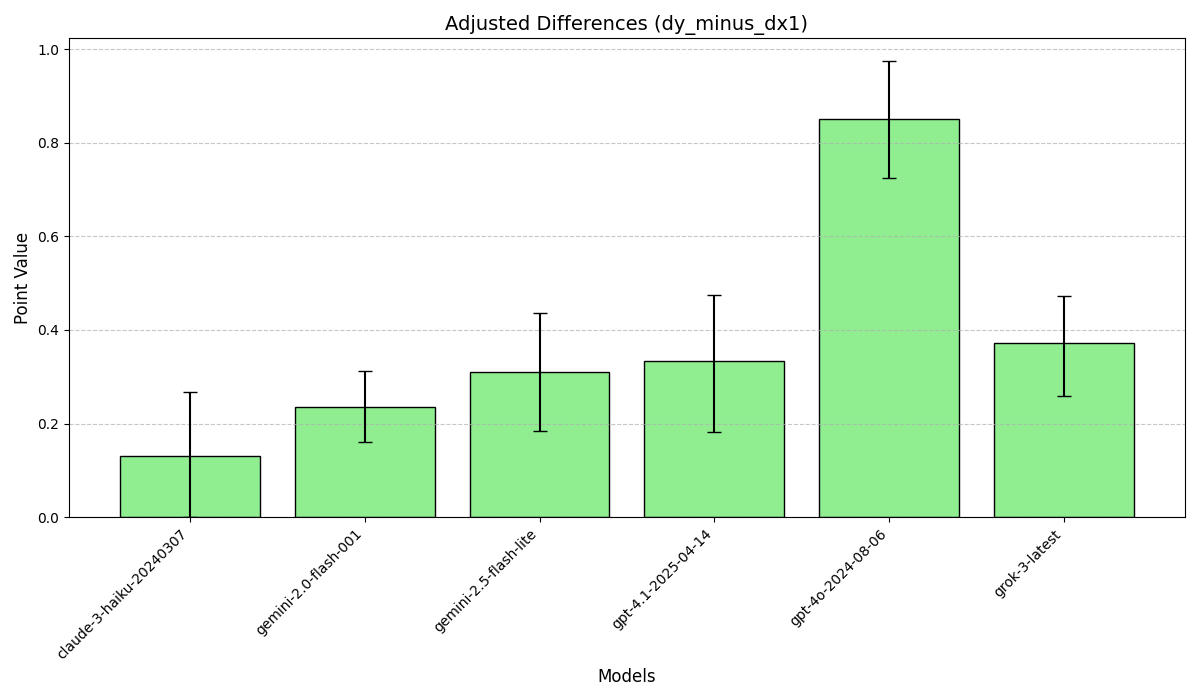 Adjusted Differences (dy_minus_dx1)
1.0
0.8
0.6
0.4
0.2
0.0
Point Value
claude-3-haiku-20240307
gemini-2.0-flash-001
gemini-2.5-flash-lite
gpt-4.1-2025-04-14
gpt-4o-2024-08-06
grok-3-latest
Models